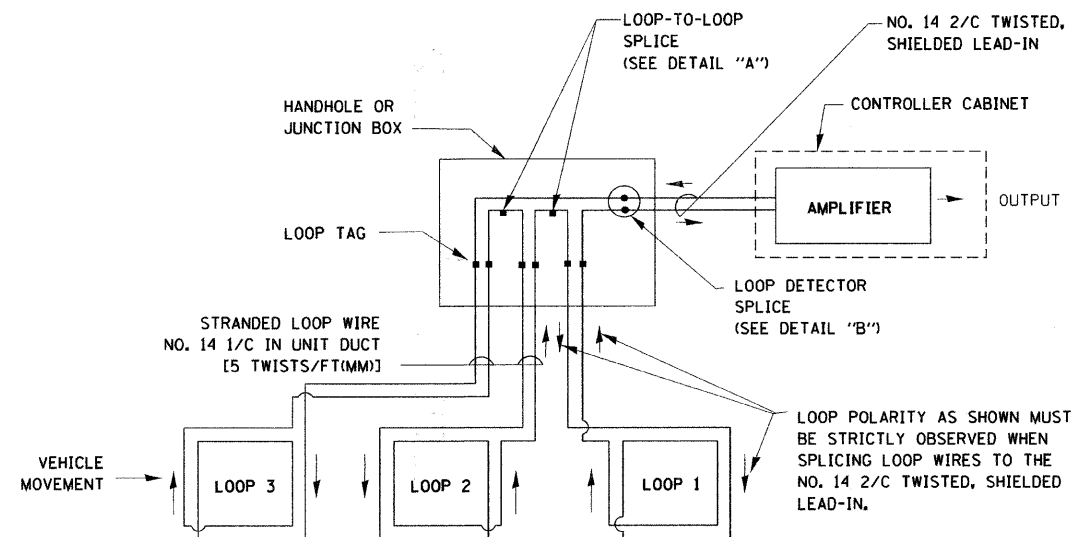 LOOP-TO-LOOP
SPLICE
(SEE DETAIL "A")
NO. 14 2/C TWISTED,
SHIELDED LEAD-IN
HANDHOLE OR
JUNCTION BOX
CONTROLLER CABINET
AMPLIFIER
OUTPUT
LOOP TAG
LOOP DETECTOR
SPLICE
(SEE DETAIL "B")
STRANDED LOOP WIRE
NO. 14 1/C IN UNIT DUCT
[5 TWISTS/FT(MM)]
LOOP POLARITY AS SHOWN MUST
BE STRICTLY OBSERVED WHEN
SPLICING LOOP WIRES TO THE
NO. 14 2/C TWISTED, SHIELDED
LEAD-IN.
VEHICLE
MOVEMENT
LOOP 3
LOOP 2
LOOP 1